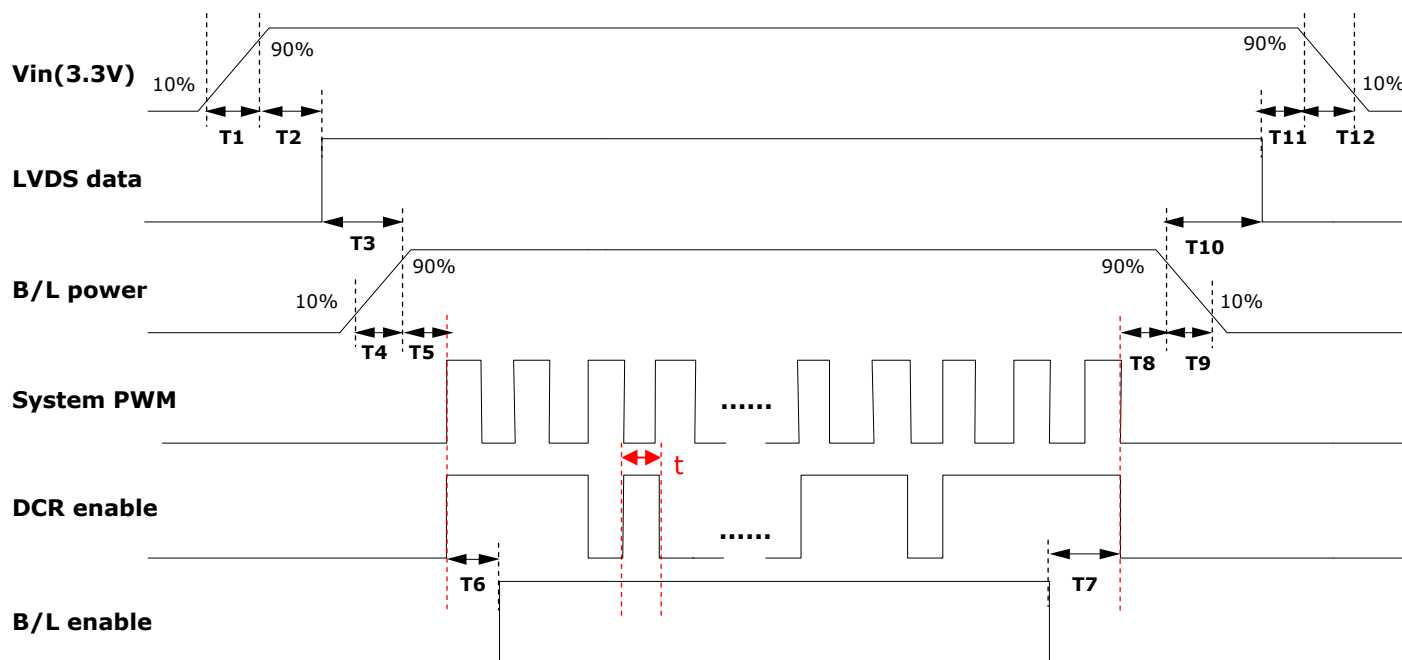 90%
90%
Vin(3.3V)
10%
10%
T1
T2
T11
T12
LVDS data
T3
T10
90%
90%
B/L power
10%
10%
T4
T5
T8
T9
System PWM
......
......
t
DCR enable
......
......
T6
T7
B/L enable